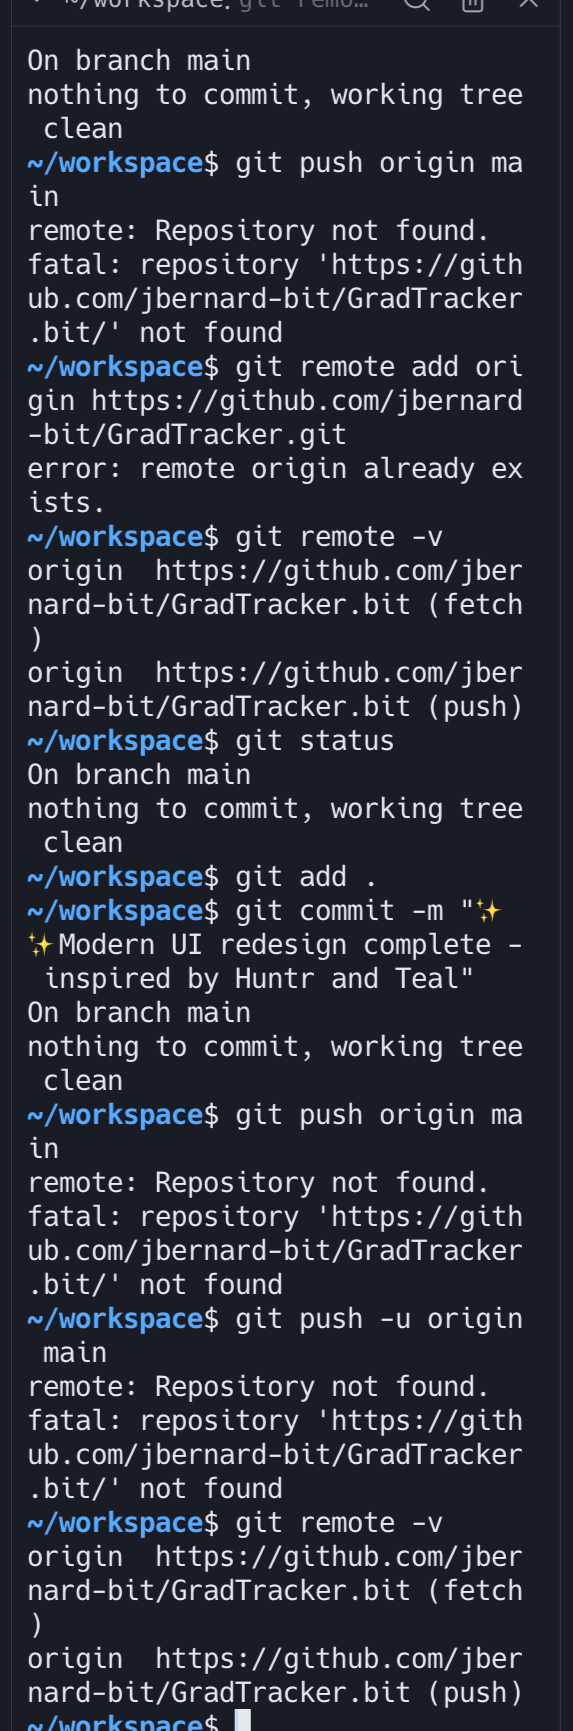 ~/workspace: git remo…
On branch main
nothing to commit, working tree
 clean
~/workspace$ git push origin ma
in
remote: Repository not found.
fatal: repository 'https://gith
ub.com/jbernard-bit/GradTracker
.bit/' not found
~/workspace$ git remote add ori
gin https://github.com/jbernard
-bit/GradTracker.git
error: remote origin already ex
ists.
~/workspace$ git remote -v
origin  https://github.com/jber
nard-bit/GradTracker.bit (fetch
)
origin  https://github.com/jber
nard-bit/GradTracker.bit (push)
~/workspace$ git status
On branch main
nothing to commit, working tree
 clean
~/workspace$ git add .
~/workspace$ git commit -m "✨
✨Modern UI redesign complete -
 inspired by Huntr and Teal"
On branch main
nothing to commit, working tree
 clean
~/workspace$ git push origin ma
in
remote: Repository not found.
fatal: repository 'https://gith
ub.com/jbernard-bit/GradTracker
.bit/' not found
~/workspace$ git push -u origin
 main
remote: Repository not found.
fatal: repository 'https://gith
ub.com/jbernard-bit/GradTracker
.bit/' not found
~/workspace$ git remote -v
origin  https://github.com/jber
nard-bit/GradTracker.bit (fetch
)
origin  https://github.com/jber
nard-bit/GradTracker.bit (push)
~/workspace$